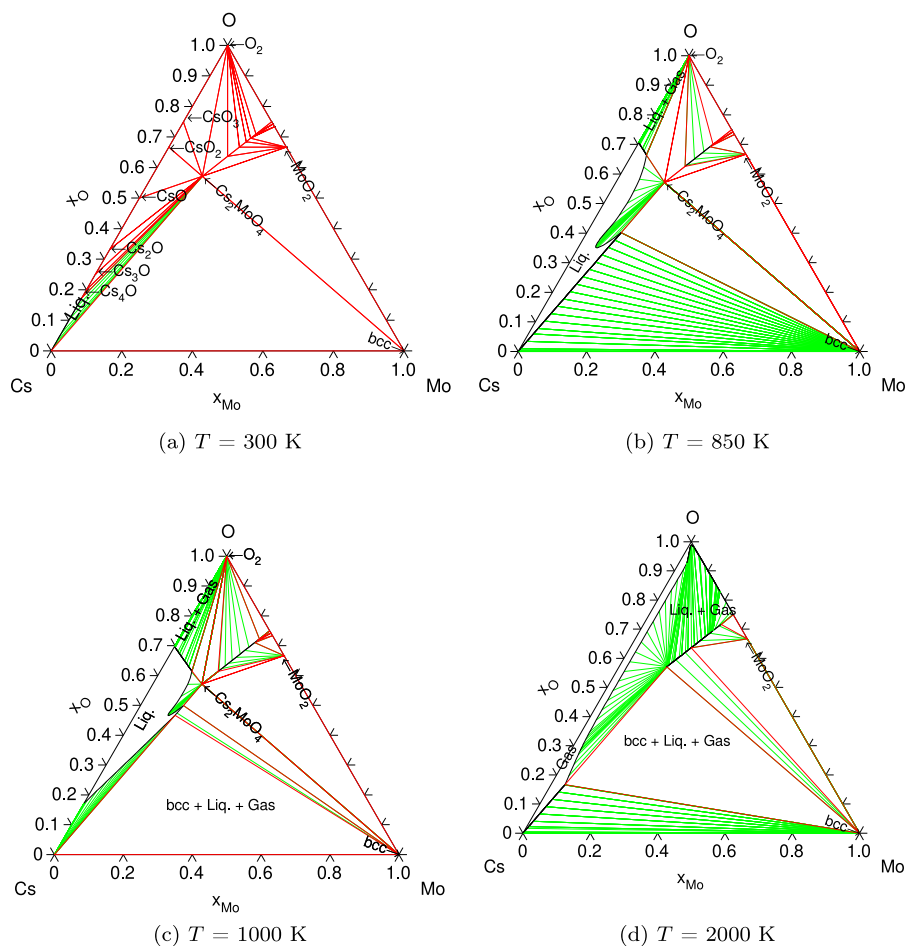 O
1.0 O₂
0.9
0.8
CsO₃
0.7
CsO₂
0.6
MoO₂
X_O
0.5 CsO
Cs₂MoO₄
0.4
0.3 Cs₂O
Cs₃O
0.2 Cs₄O
Liq.
0.1
0 bcc
0 0.2 0.4 0.6 0.8 1.0
Cs Mo
x_Mo
(a) T = 300 K
O
1.0 O₂
0.9
Liq. + Gas
0.8
0.7
0.6
MoO₂
X_O
0.5
Cs₂MoO₄
0.4
0.3 Liq.
0.2
0.1
0 bcc
0 0.2 0.4 0.6 0.8 1.0
Cs Mo
x_Mo
(b) T = 850 K
O
1.0 O₂
0.9
Liq. + Gas
0.8
0.7
0.6
MoO₂
X_O
0.5
Cs₂MoO₄
Liq.
0.4
0.3
0.2 bcc + Liq. + Gas
0.1
0 bcc
0 0.2 0.4 0.6 0.8 1.0
Cs Mo
x_Mo
(c) T = 1000 K
O
1.0
0.9
0.8
Liq. + Gas
0.7
0.6
MoO₂
X_O
0.5
0.4
0.3 bcc + Liq. + Gas
Gas
0.2
0.1
0 bcc
0 0.2 0.4 0.6 0.8 1.0
Cs Mo
x_Mo
(d) T = 2000 K